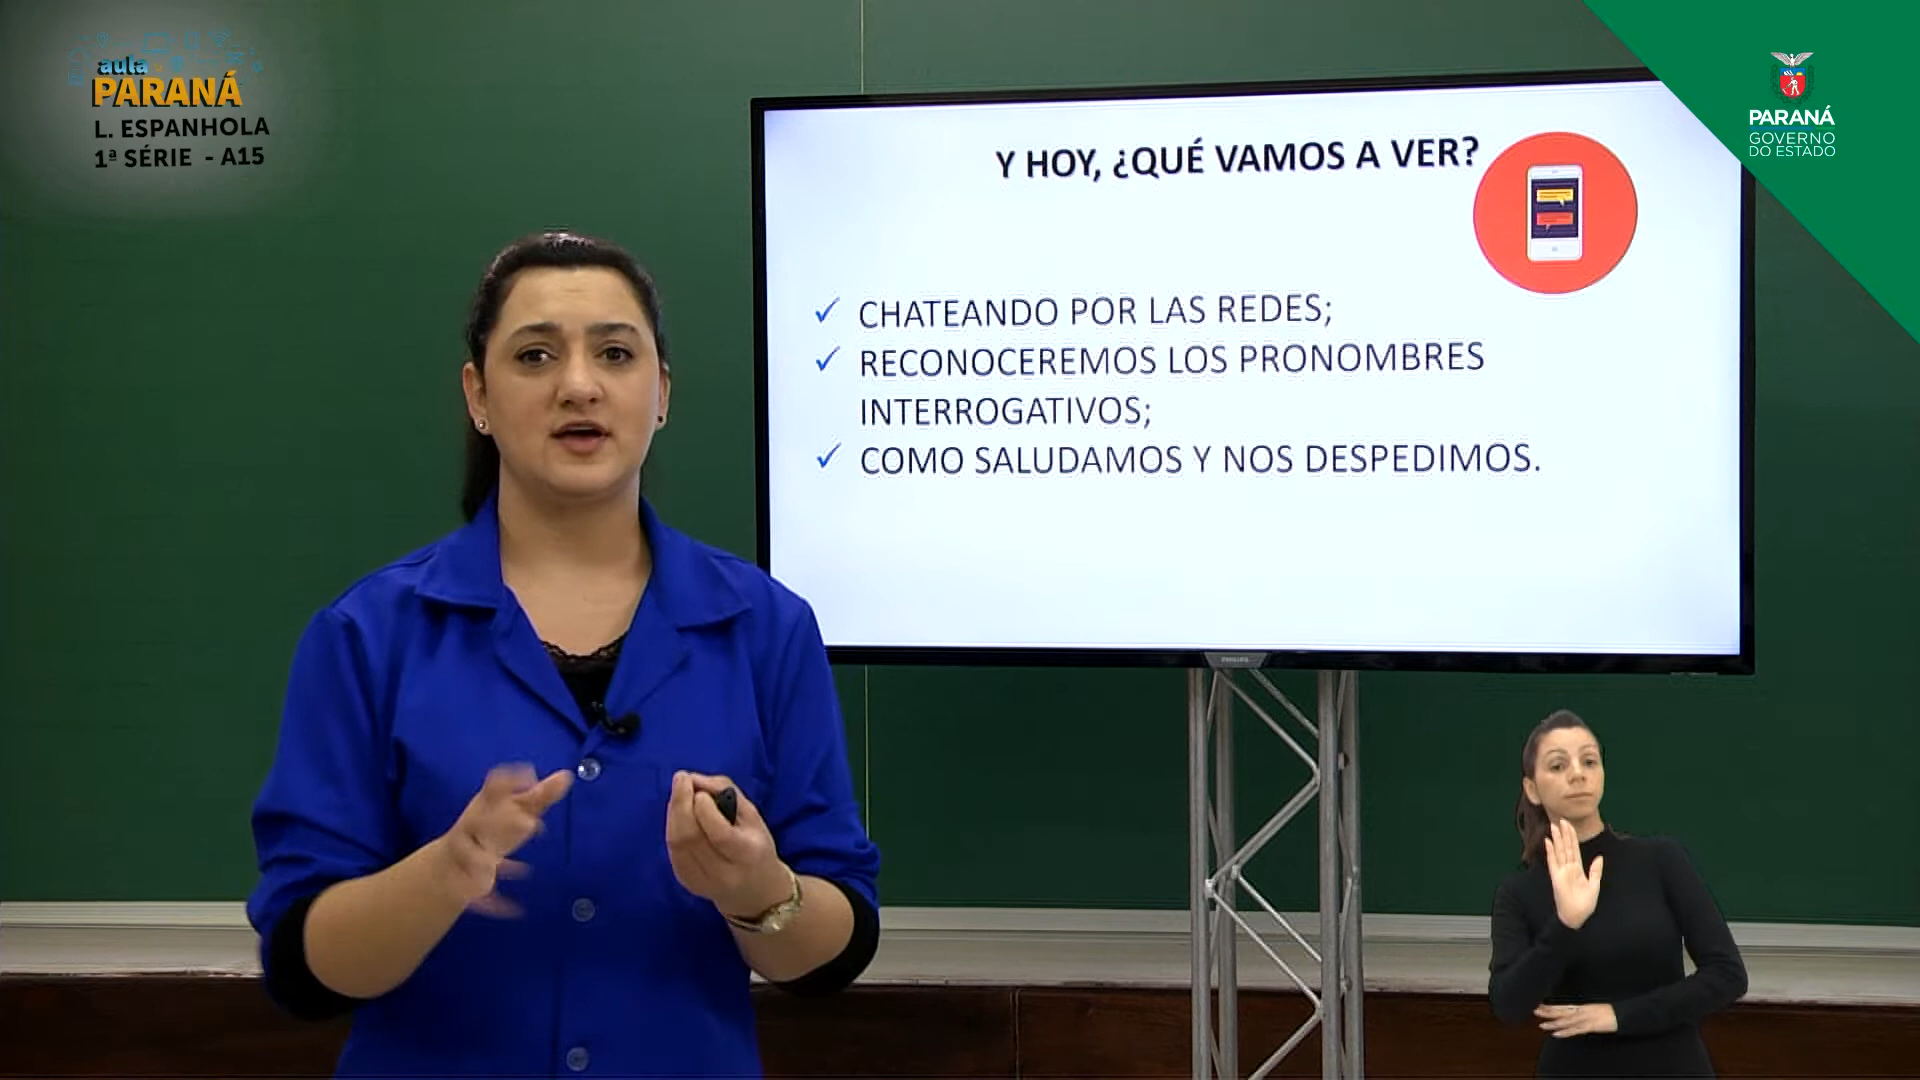 aula
PARANÁ
L. ESPANHOLA
1ª SÉRIE - A15
PARANÁ
GOVERNO
DO ESTADO
Y HOY, ¿QUÉ VAMOS A VER?
✓ CHATEANDO POR LAS REDES;
✓ RECONOCEREMOS LOS PRONOMBRES
INTERROGATIVOS;
✓ COMO SALUDAMOS Y NOS DESPEDIMOS.
PHILIPS